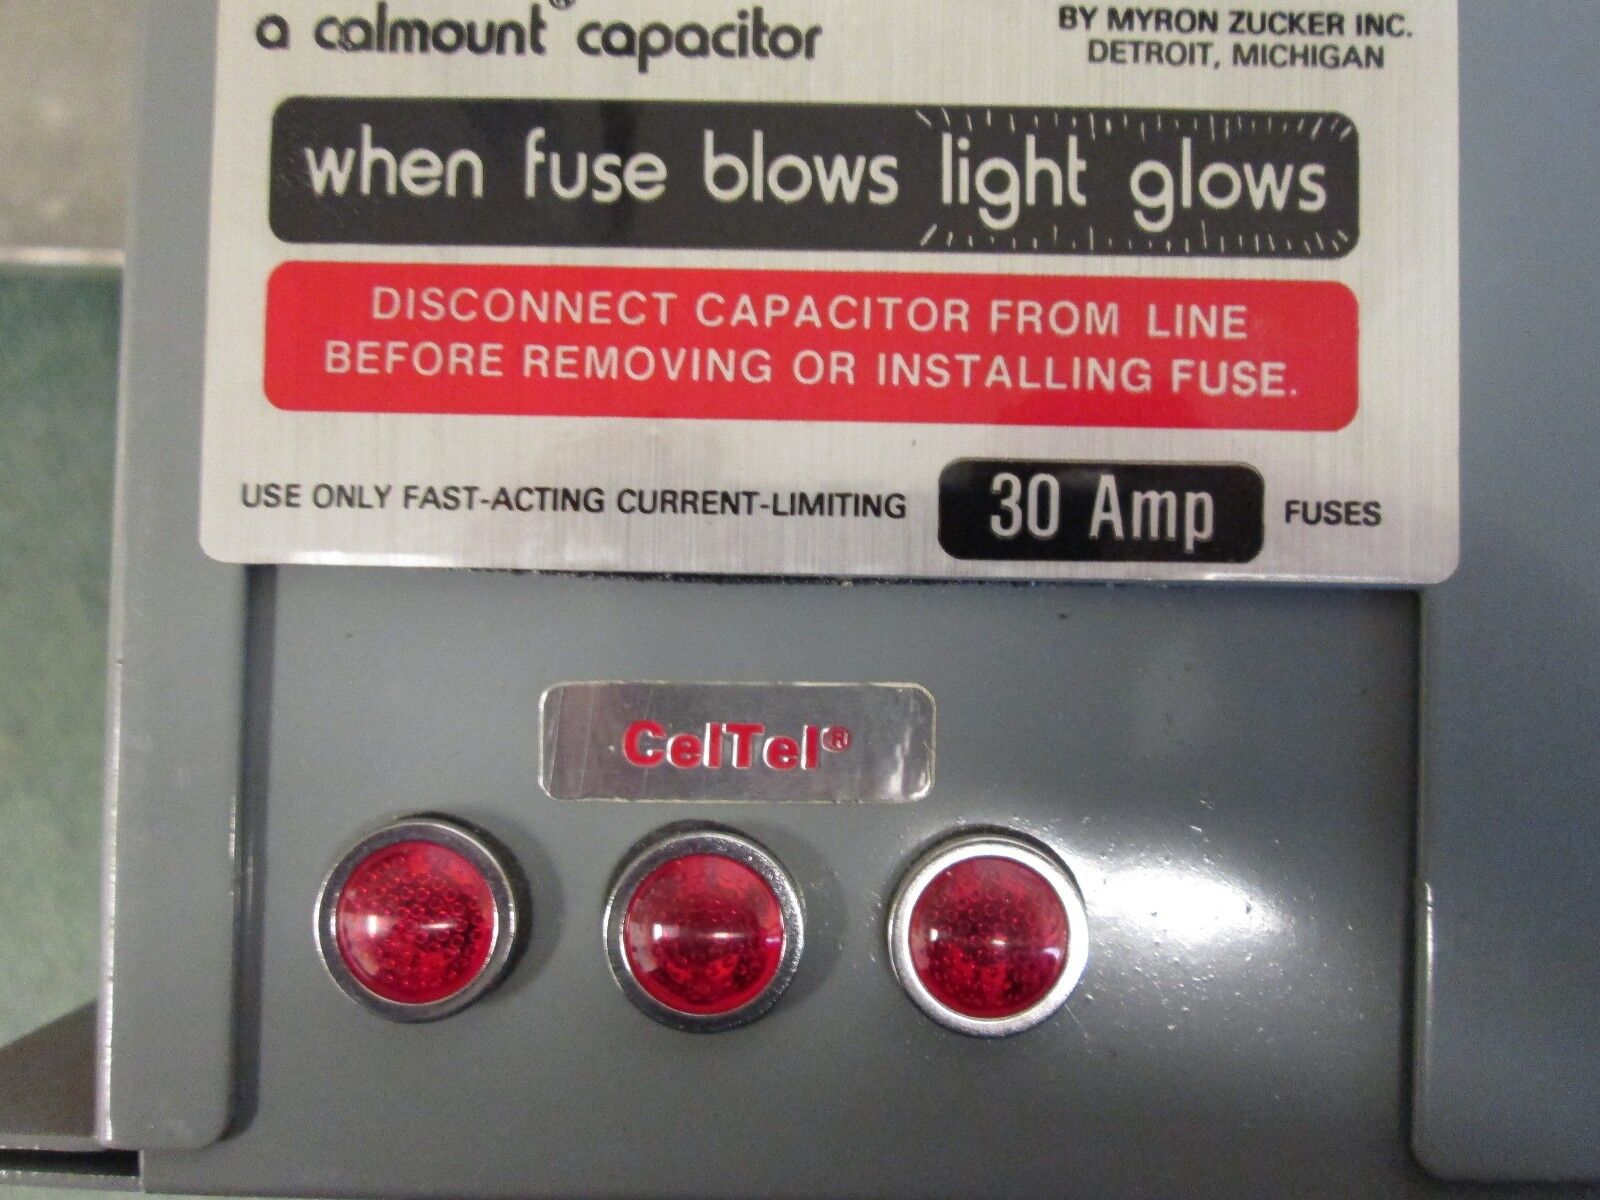 a calmount® capacitor
BY MYRON ZUCKER INC.
DETROIT, MICHIGAN
when fuse blows light glows
DISCONNECT CAPACITOR FROM LINE
BEFORE REMOVING OR INSTALLING FUSE.
USE ONLY FAST-ACTING CURRENT-LIMITING 30 Amp FUSES
CelTel®